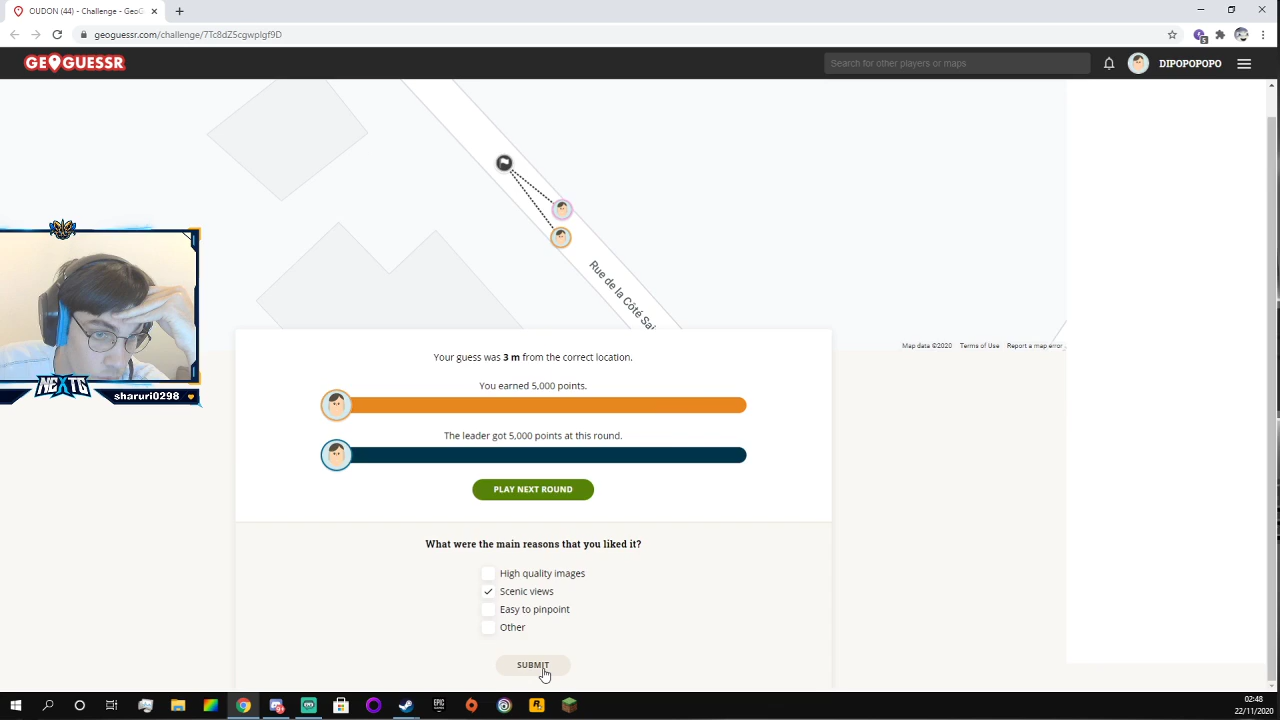 OUDON (44) - Challenge - GeoG
geoguessr.com/challenge/7Tc8dZ5cgwplgf9D
5
GEOGUESSR
Search for other players or maps
DIPOPOPOPO
Rue de la Côté Sai
Map data ©2020 Terms of Use Report a map error
Your guess was 3 m from the correct location.
You earned 5,000 points.
The leader got 5,000 points at this round.
PLAY NEXT ROUND
What were the main reasons that you liked it?
High quality images
Scenic views
Easy to pinpoint
Other
SUBMIT
NEXTG
sharuri0298
EPIC
R
02:48
22/11/2020